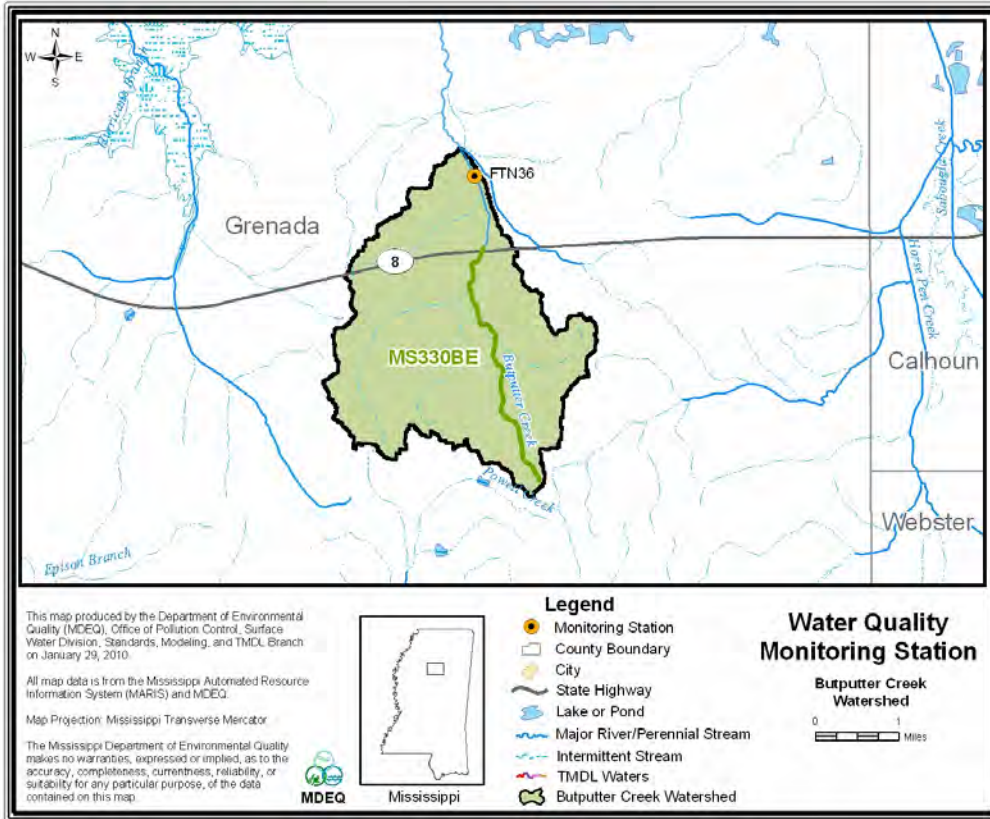 N
W E
S
Hurricane Branch
FTN36
Grenada
8
Sabougla Creek
Horse Pen Creek
MS330BE
Butputter Creek
Calhoun
Powell Creek
Webster
Epison Branch
This map produced by the Department of Environmental
Quality (MDEQ), Office of Pollution Control, Surface
Water Division, Standards, Modeling, and TMDL Branch
on January 29, 2010.
All map data is from the Mississippi Automated Resource
Information System (MARIS) and MDEQ.
Map Projection: Mississippi Transverse Mercator
The Mississippi Department of Environmental Quality
makes no warranties, expressed or implied, as to the
accuracy, completeness, currentness, reliability, or
suitability for any particular purpose, of the data
contained on this map.
MDEQ
Mississippi
Legend
Monitoring Station
County Boundary
City
State Highway
Lake or Pond
Major River/Perennial Stream
Intermittent Stream
TMDL Waters
Butputter Creek Watershed
Water Quality
Monitoring Station
Butputter Creek
Watershed
0 1
Miles